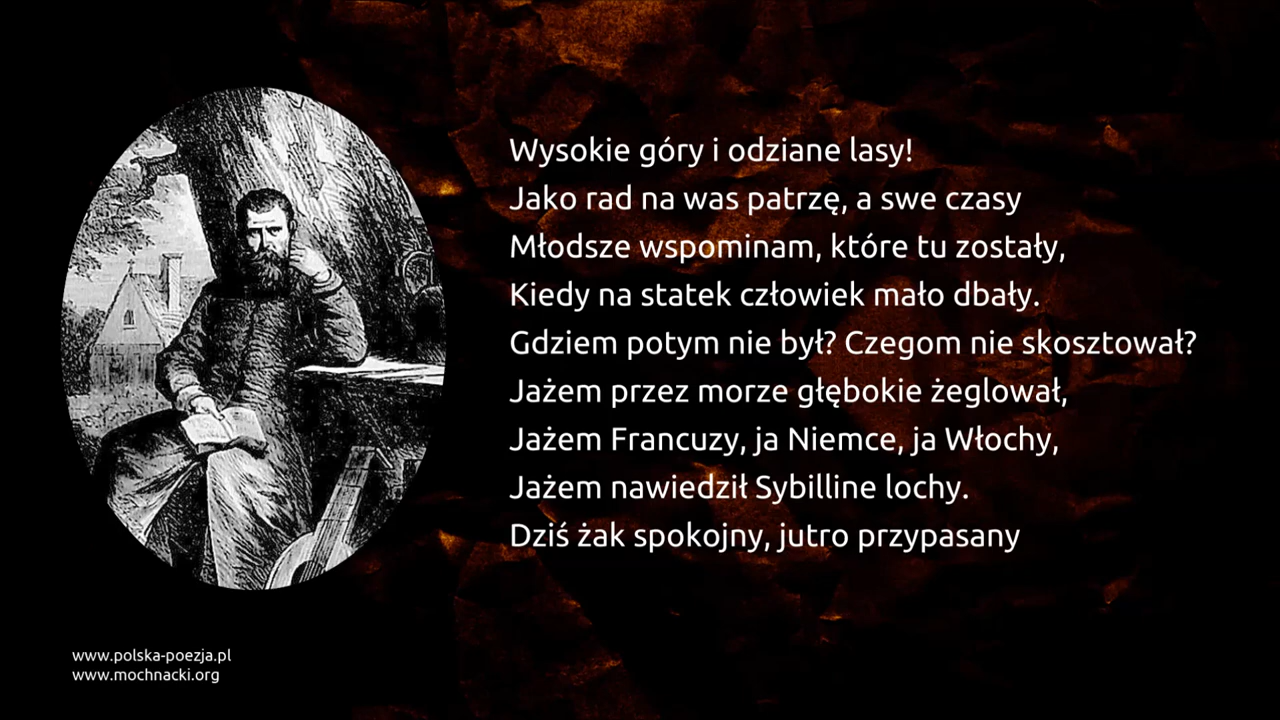 Wysokie góry i odziane lasy!
Jako rad na was patrzę, a swe czasy
Młodsze wspominam, które tu zostały,
Kiedy na statek człowiek mało dbały.
Gdziem potym nie był? Czegom nie skosztował?
Jażem przez morze głębokie żeglował,
Jażem Francuzy, ja Niemce, ja Włochy,
Jażem nawiedził Sybilline lochy.
Dziś żak spokojny, jutro przypasany
www.polska-poezja.pl
www.mochnacki.org